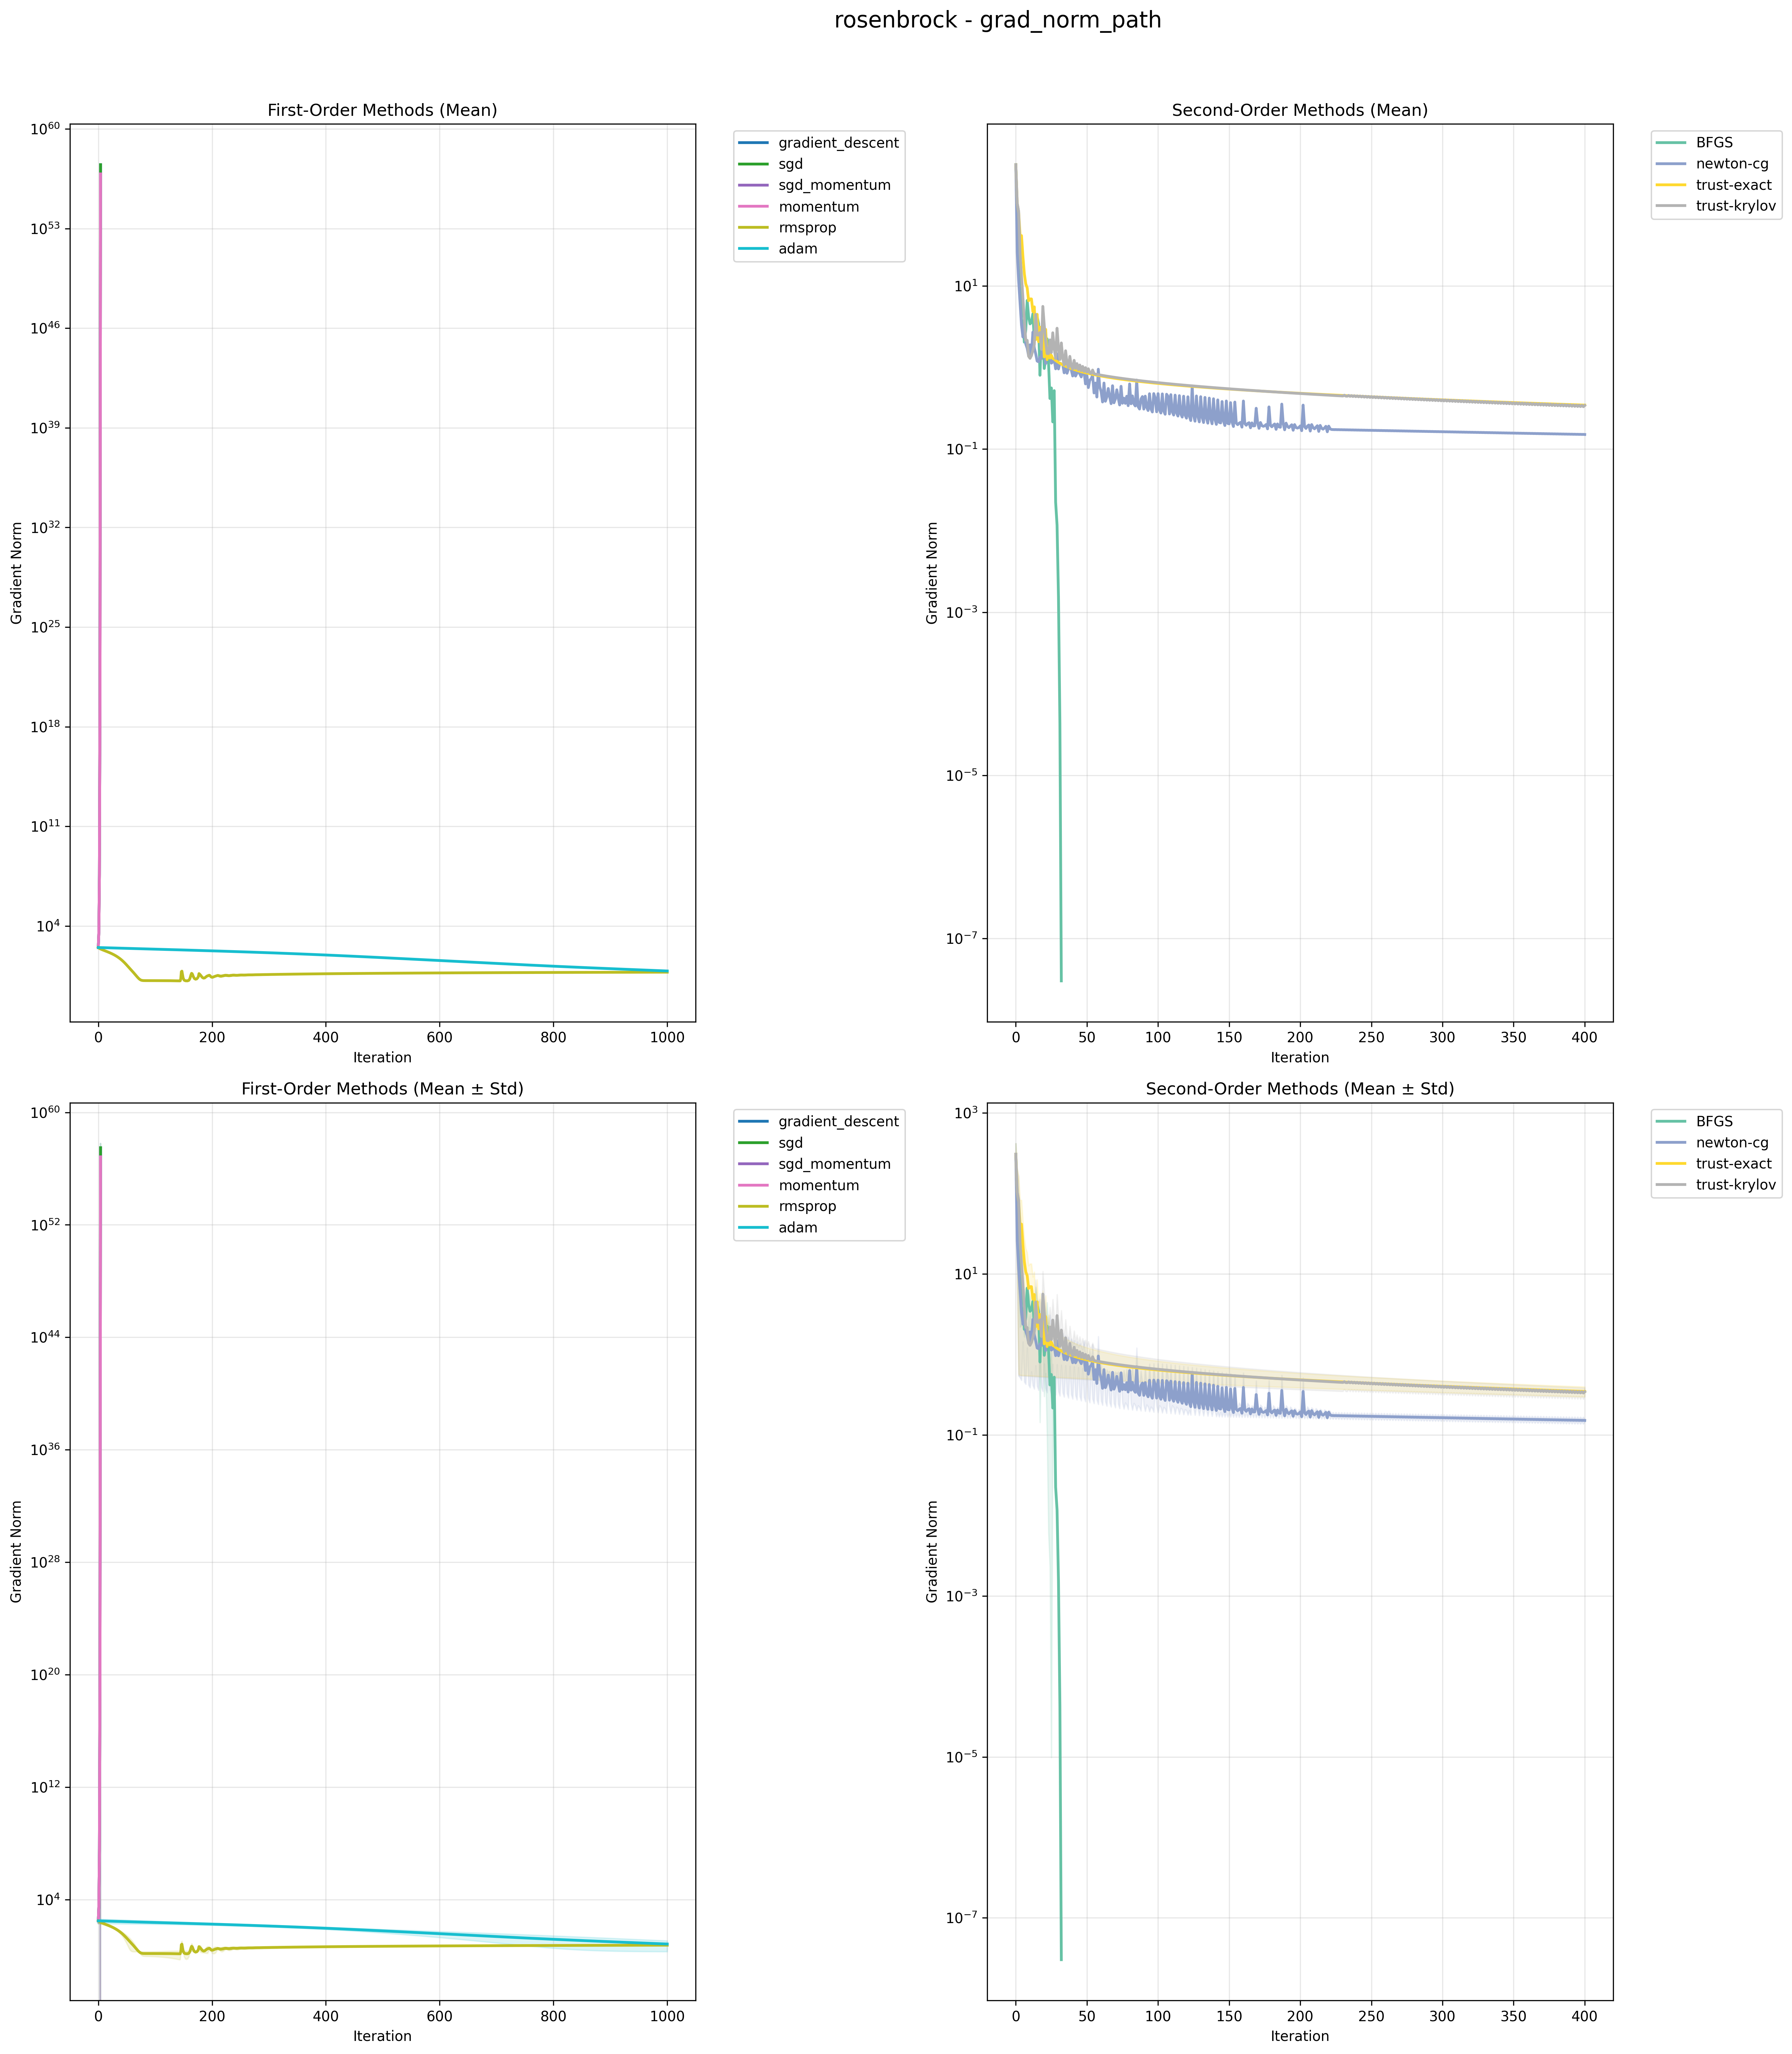 rosenbrock - grad_norm_path
First-Order Methods (Mean)
10^60
10^53
10^46
10^39
10^32
10^25
10^18
10^11
10^4
Gradient Norm
0 200 400 600 800 1000
Iteration
gradient_descent
sgd
sgd_momentum
momentum
rmsprop
adam
Second-Order Methods (Mean)
10^1
10^-1
10^-3
10^-5
10^-7
Gradient Norm
0 50 100 150 200 250 300 350 400
Iteration
BFGS
newton-cg
trust-exact
trust-krylov
First-Order Methods (Mean ± Std)
10^60
10^52
10^44
10^36
10^28
10^20
10^12
10^4
Gradient Norm
0 200 400 600 800 1000
Iteration
gradient_descent
sgd
sgd_momentum
momentum
rmsprop
adam
Second-Order Methods (Mean ± Std)
10^3
10^1
10^-1
10^-3
10^-5
10^-7
Gradient Norm
0 50 100 150 200 250 300 350 400
Iteration
BFGS
newton-cg
trust-exact
trust-krylov